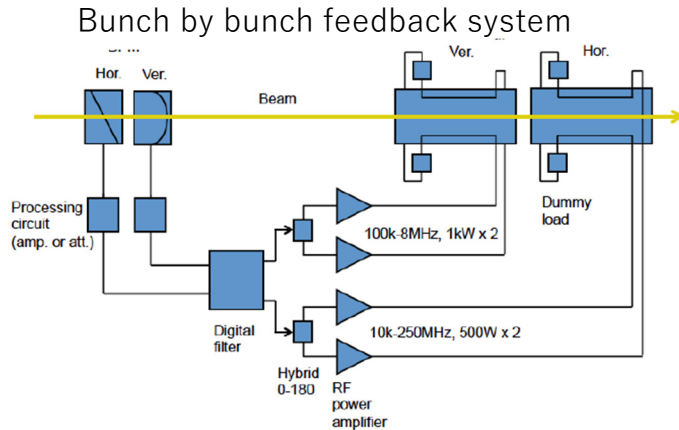 Bunch by bunch feedback system
Hor.
Ver.
Ver.
Hor.
Beam
Processing
circuit
(amp. or att.)
Dummy
load
100k-8MHz, 1kW x 2
Digital
filter
10k-250MHz, 500W x 2
Hybrid
0-180
RF
power
amplifier